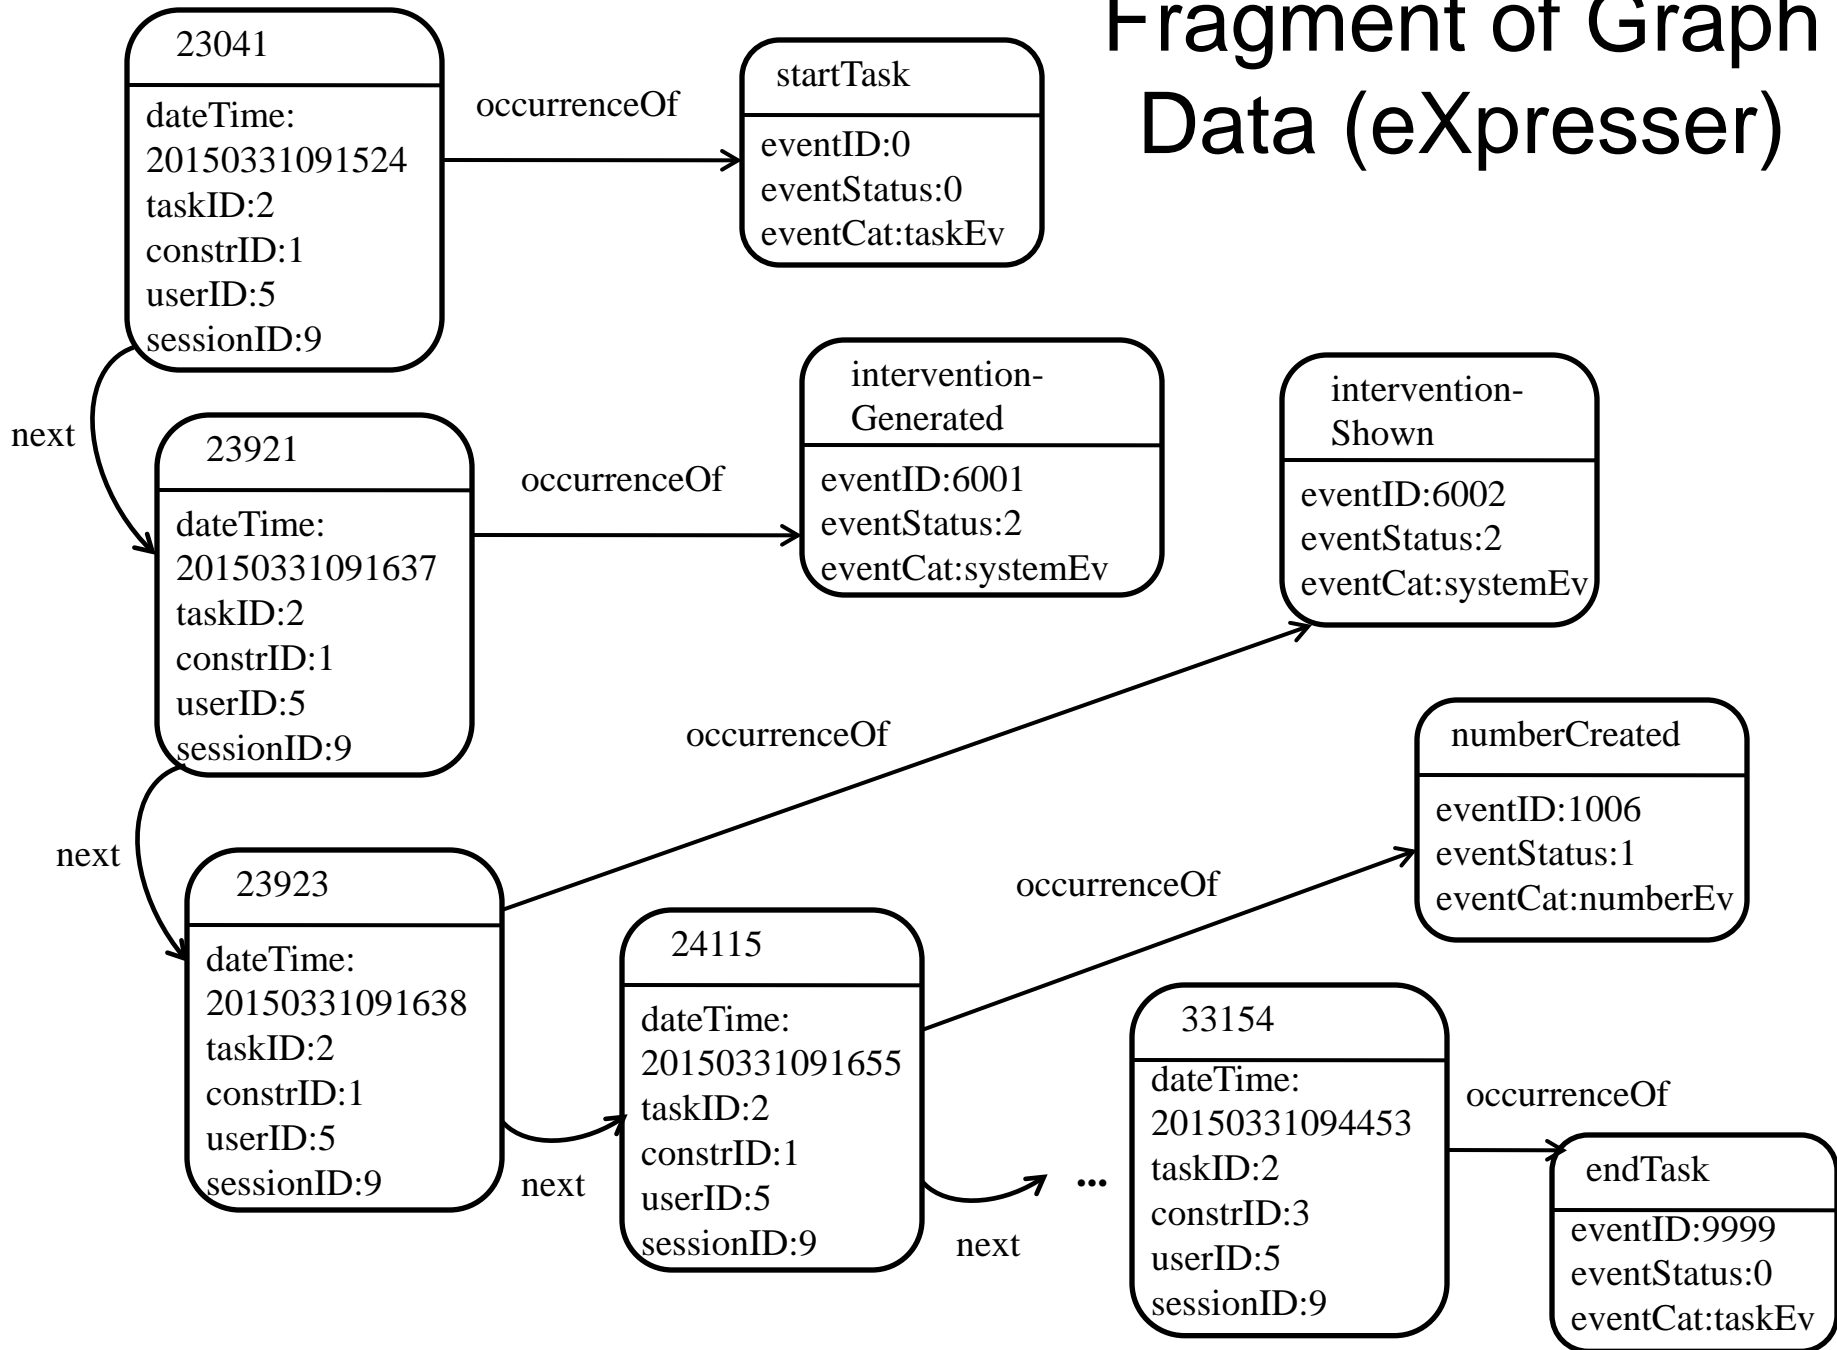 Fragment of Graph
Data (eXpresser)
23041
dateTime:
20150331091524
taskID:2
constrID:1
userID:5
sessionID:9
occurrenceOf
startTask
eventID:0
eventStatus:0
eventCat:taskEv
next
23921
dateTime:
20150331091637
taskID:2
constrID:1
userID:5
sessionID:9
occurrenceOf
intervention-
Generated
eventID:6001
eventStatus:2
eventCat:systemEv
intervention-
Shown
eventID:6002
eventStatus:2
eventCat:systemEv
occurrenceOf
next
23923
dateTime:
20150331091638
taskID:2
constrID:1
userID:5
sessionID:9
next
24115
dateTime:
20150331091655
taskID:2
constrID:1
userID:5
sessionID:9
occurrenceOf
numberCreated
eventID:1006
eventStatus:1
eventCat:numberEv
next
...
33154
dateTime:
20150331094453
taskID:2
constrID:3
userID:5
sessionID:9
occurrenceOf
endTask
eventID:9999
eventStatus:0
eventCat:taskEv